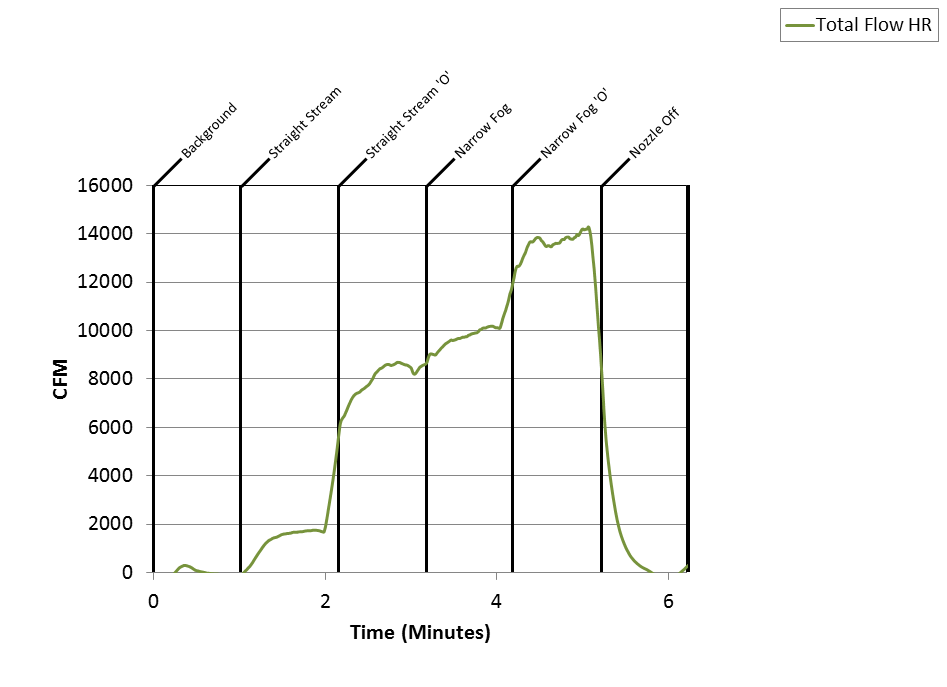 Total Flow HR
Background
Straight Stream
Straight Stream 'O'
Narrow Fog
Narrow Fog 'O'
Nozzle Off
16000
14000
12000
10000
8000
6000
4000
2000
0
CFM
0 2 4 6
Time (Minutes)